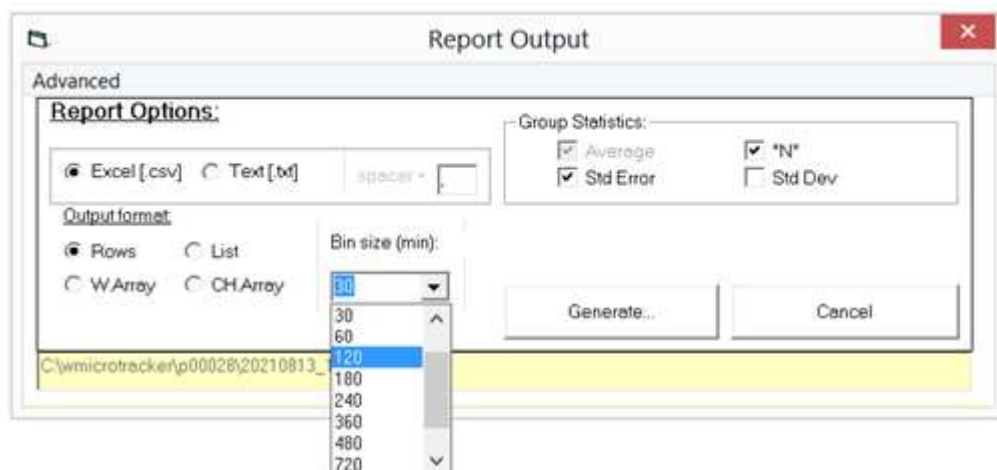 Report Output
Advanced
Report Options:
Excel [.csv] Text [.txt] spacer = ,
Group Statistics:
Average "N"
Std Error Std Dev
Output format:
Rows List
W.Array CH.Array
Bin size (min):
30
30
60
120
180
240
360
480
720
Generate... Cancel
C:\wmicrotracker\p00028\20210813_